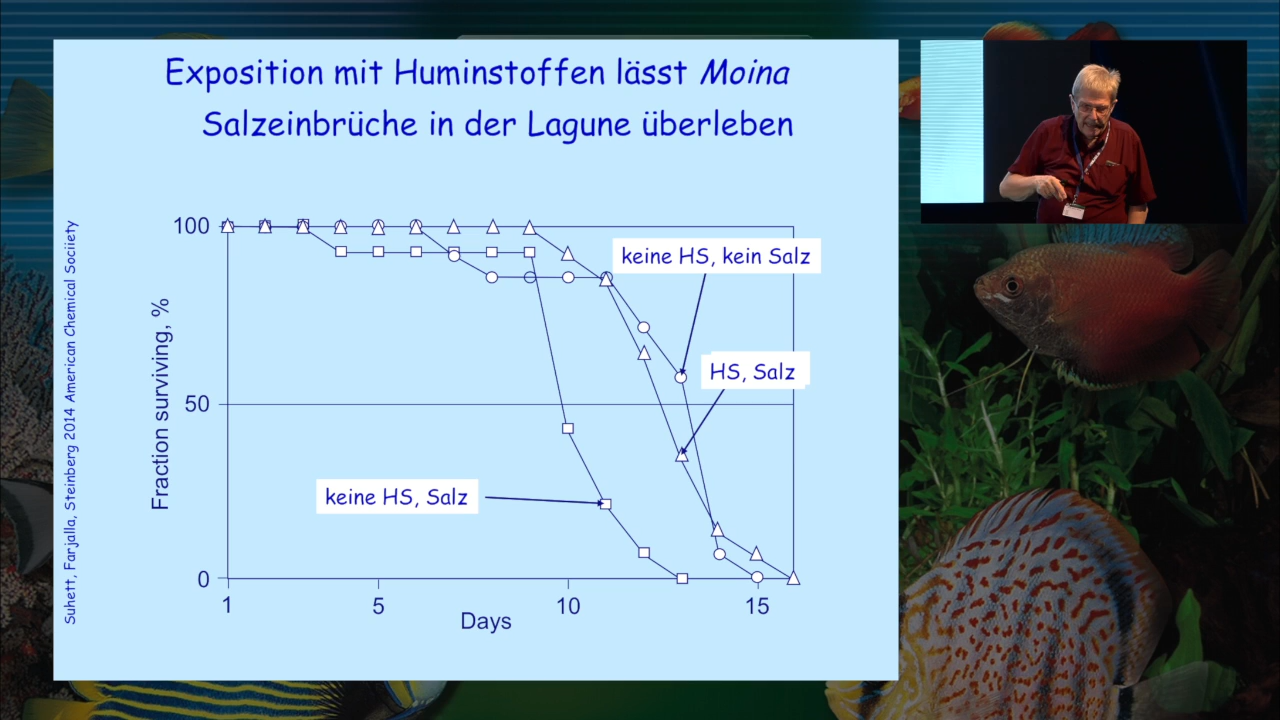 Exposition mit Huminstoffen lässt Moina
Salzeinbrüche in der Lagune überleben
Suhett, Farjalla, Steinberg 2014 American Chemical Sociiety
Fraction surviving, %
100
50
0
keine HS, kein Salz
HS, Salz
keine HS, Salz
1 5 10 15
Days